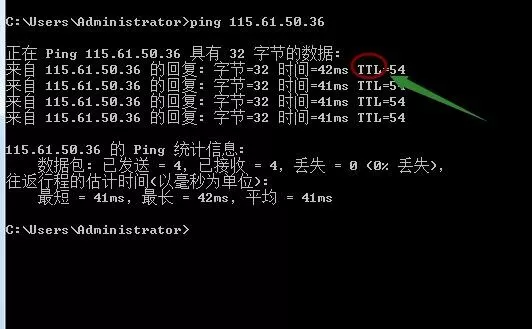 C:\Users\Administrator>ping 115.61.50.36
正在 Ping 115.61.50.36 具有 32 字节的数据:
来自 115.61.50.36 的回复: 字节=32 时间=42ms TTL=54
来自 115.61.50.36 的回复: 字节=32 时间=41ms TTL=54
来自 115.61.50.36 的回复: 字节=32 时间=41ms TTL=54
来自 115.61.50.36 的回复: 字节=32 时间=41ms TTL=54
115.61.50.36 的 Ping 统计信息:
数据包: 已发送 = 4, 已接收 = 4, 丢失 = 0 (0% 丢失),
往返行程的估计时间(以毫秒为单位):
最短 = 41ms, 最长 = 42ms, 平均 = 41ms
C:\Users\Administrator>